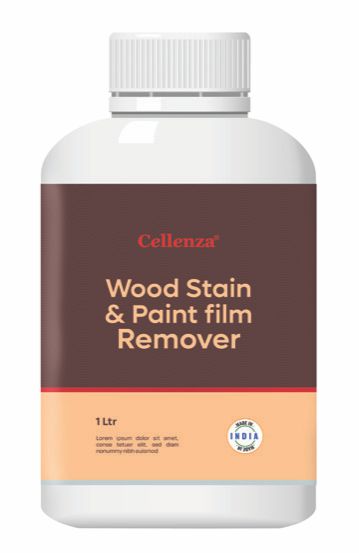 Cellenza®
Wood Stain
& Paint film
Remover
1 Ltr
Lorem ipsum dolor sit amet,
conse tetuer elit, sed diam
nonummy nibh euismod
MADE IN
INDIA